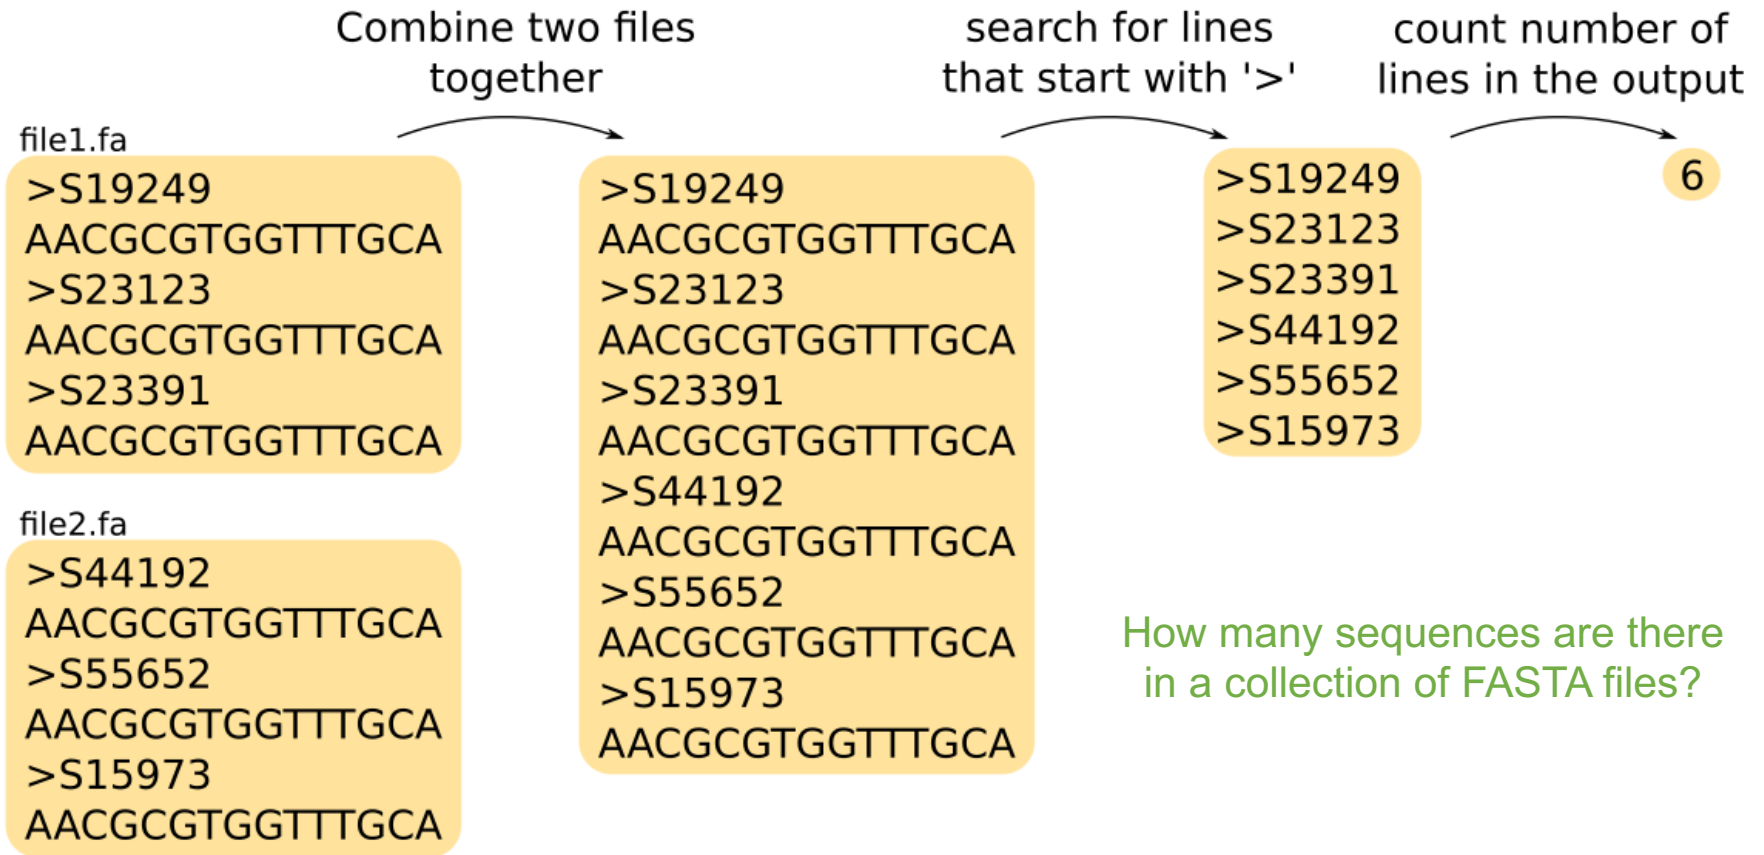 Combine two files
together
search for lines
that start with '>'
count number of
lines in the output
file1.fa
>S19249
AACGCGTGGTTTGCA
>S23123
AACGCGTGGTTTGCA
>S23391
AACGCGTGGTTTGCA
file2.fa
>S44192
AACGCGTGGTTTGCA
>S55652
AACGCGTGGTTTGCA
>S15973
AACGCGTGGTTTGCA
>S19249
AACGCGTGGTTTGCA
>S23123
AACGCGTGGTTTGCA
>S23391
AACGCGTGGTTTGCA
>S44192
AACGCGTGGTTTGCA
>S55652
AACGCGTGGTTTGCA
>S15973
AACGCGTGGTTTGCA
>S19249
>S23123
>S23391
>S44192
>S55652
>S15973
6
How many sequences are there
in a collection of FASTA files?